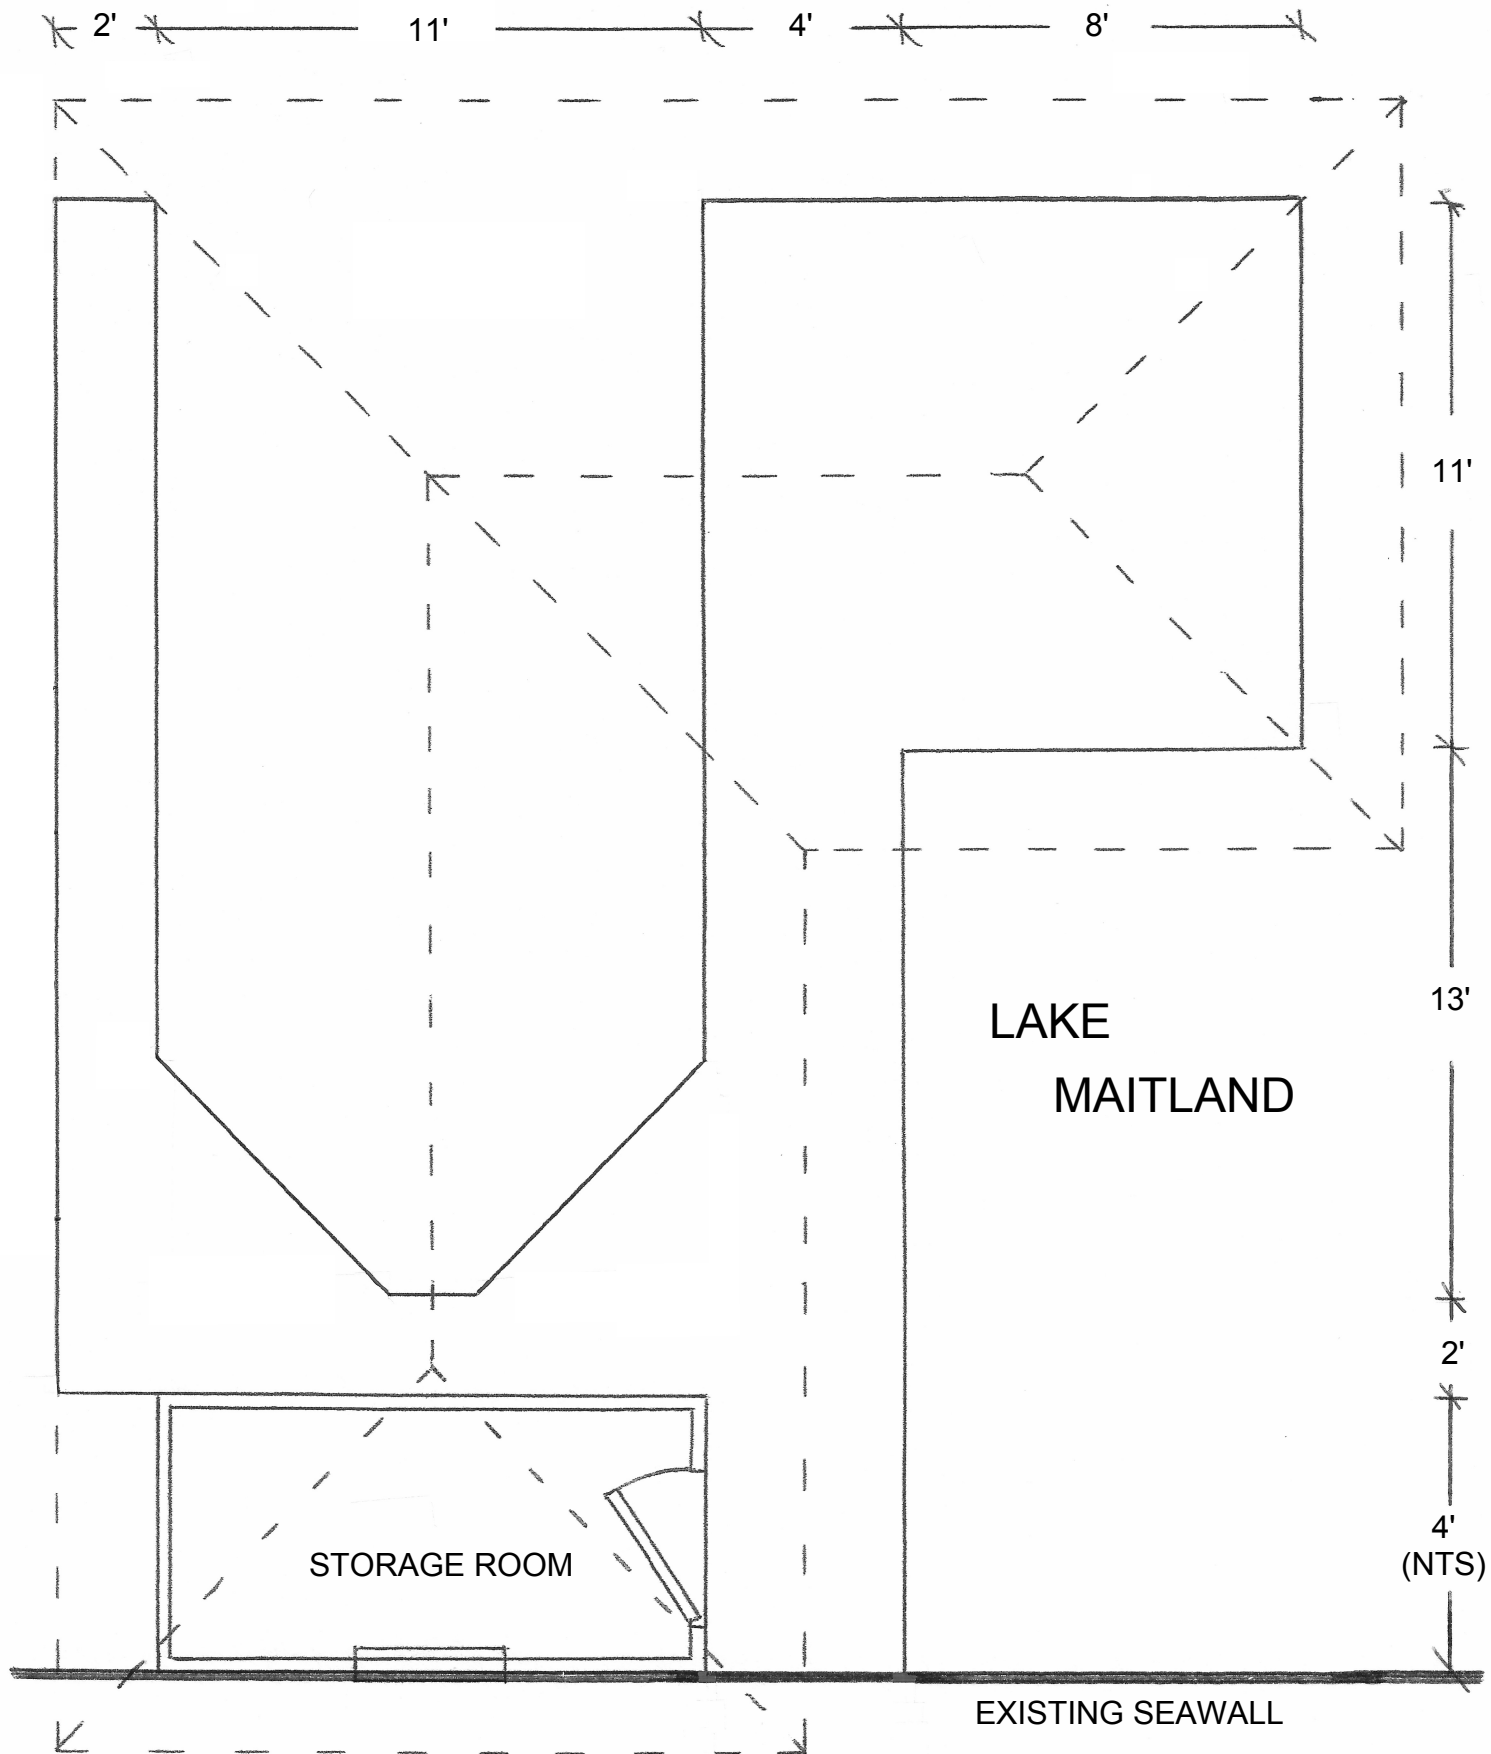 2'
11'
4'
8'
11'
13'
LAKE
MAITLAND
2'
4'
(NTS)
STORAGE ROOM
EXISTING SEAWALL